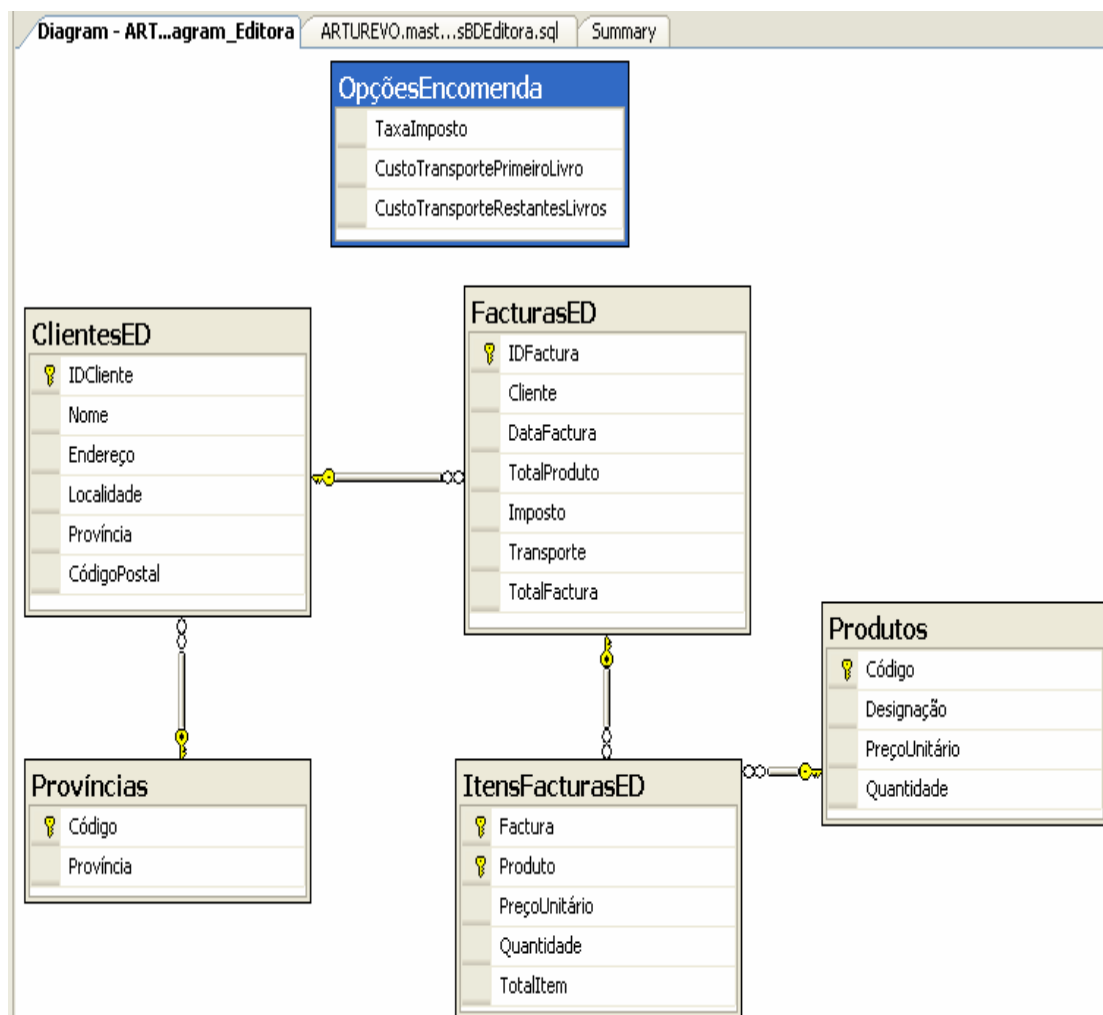 Diagram - ART...agram_Editora
ARTUREVO.mast...sBDEditora.sql
Summary
OpçõesEncomenda
TaxaImposto
CustoTransportePrimeiroLivro
CustoTransporteRestantesLivros
ClientesED
IDCliente
Nome
Endereço
Localidade
Província
CódigoPostal
FacturasED
IDFactura
Cliente
DataFactura
TotalProduto
Imposto
Transporte
TotalFactura
Produtos
Código
Designação
PreçoUnitário
Quantidade
Províncias
Código
Província
ItensFacturasED
Factura
Produto
PreçoUnitário
Quantidade
TotalItem